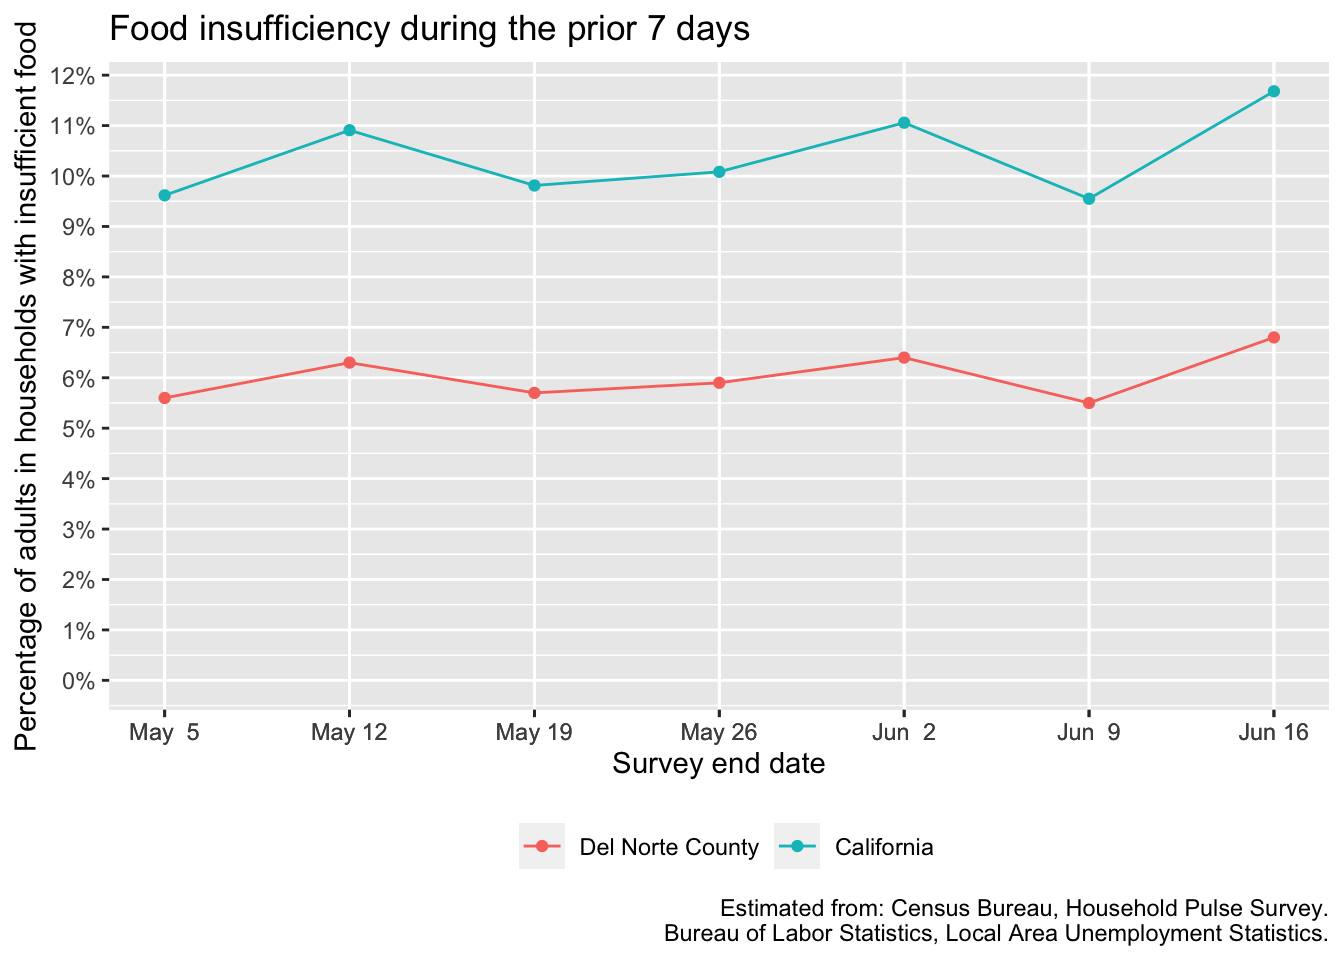 Food insufficiency during the prior 7 days
Percentage of adults in households with insufficient food
12%
11%
10%
9%
8%
7%
6%
5%
4%
3%
2%
1%
0%
May  5
May 12
May 19
May 26
Jun  2
Jun  9
Jun 16
Survey end date
Del Norte County
California
Estimated from: Census Bureau, Household Pulse Survey.
Bureau of Labor Statistics, Local Area Unemployment Statistics.